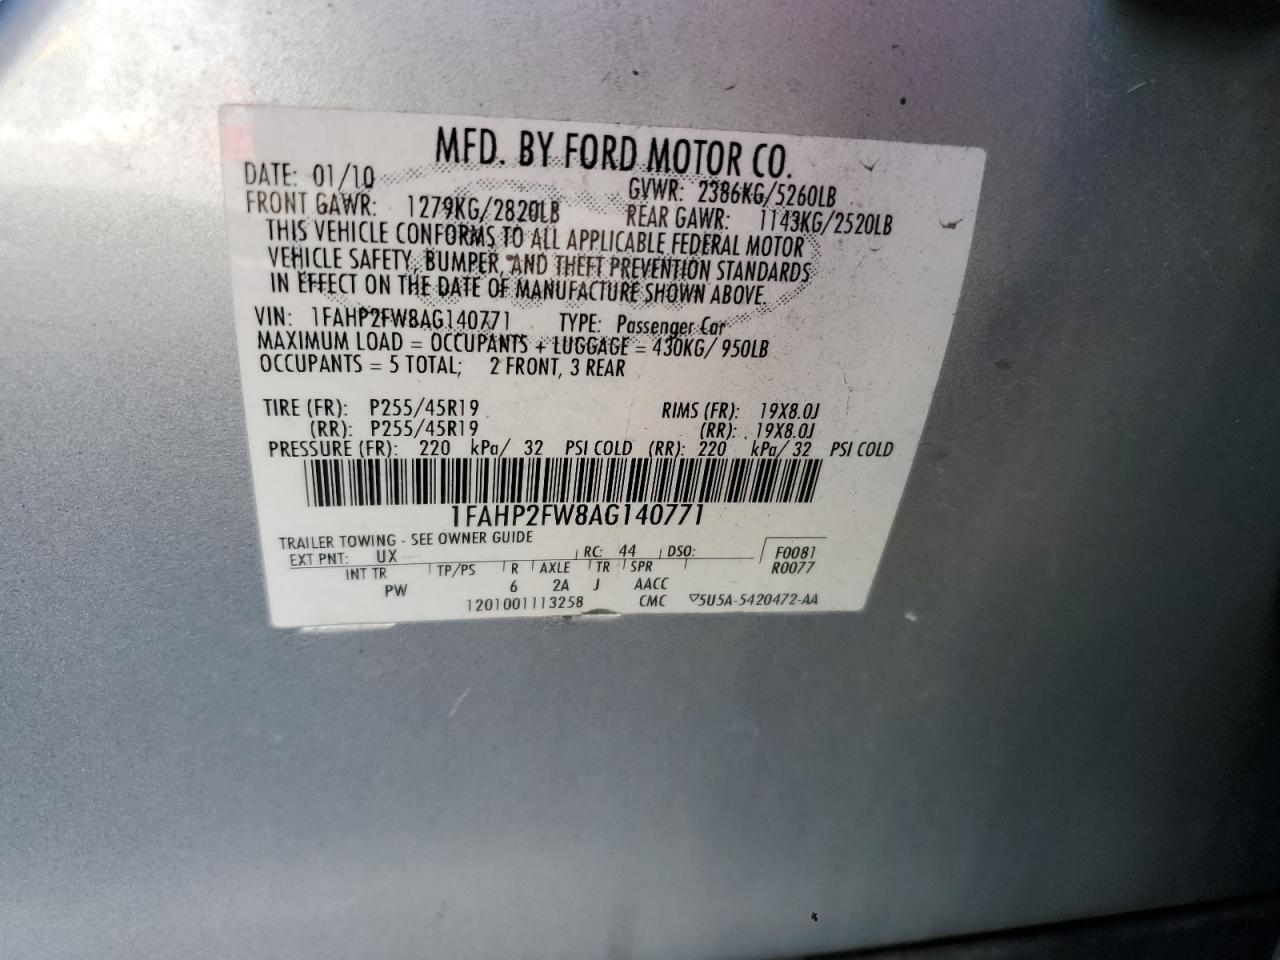 MFD. BY FORD MOTOR CO.
DATE: 01/10 GVWR: 2386KG/5260LB
FRONT GAWR: 1279KG/2820LB REAR GAWR: 1143KG/2520LB
THIS VEHICLE CONFORMS TO ALL APPLICABLE FEDERAL MOTOR
VEHICLE SAFETY, BUMPER, AND THEFT PREVENTION STANDARDS
IN EFFECT ON THE DATE OF MANUFACTURE SHOWN ABOVE.
VIN: 1FAHP2FW8AG140771 TYPE: Passenger Car
MAXIMUM LOAD = OCCUPANTS + LUGGAGE = 430KG/ 950LB
OCCUPANTS = 5 TOTAL; 2 FRONT, 3 REAR
TIRE (FR): P255/45R19 RIMS (FR): 19X8.0J
(RR): P255/45R19 (RR): 19X8.0J
PRESSURE (FR): 220 kPa/ 32 PSI COLD (RR): 220 kPa/ 32 PSI COLD
1FAHP2FW8AG140771
TRAILER TOWING - SEE OWNER GUIDE
EXT PNT: UX RC: 44 DSO: F0081
INT TR TP/PS R AXLE TR SPR R0077
PW 6 2A J AACC
1201001113258 CMC 5U5A-5420472-AA